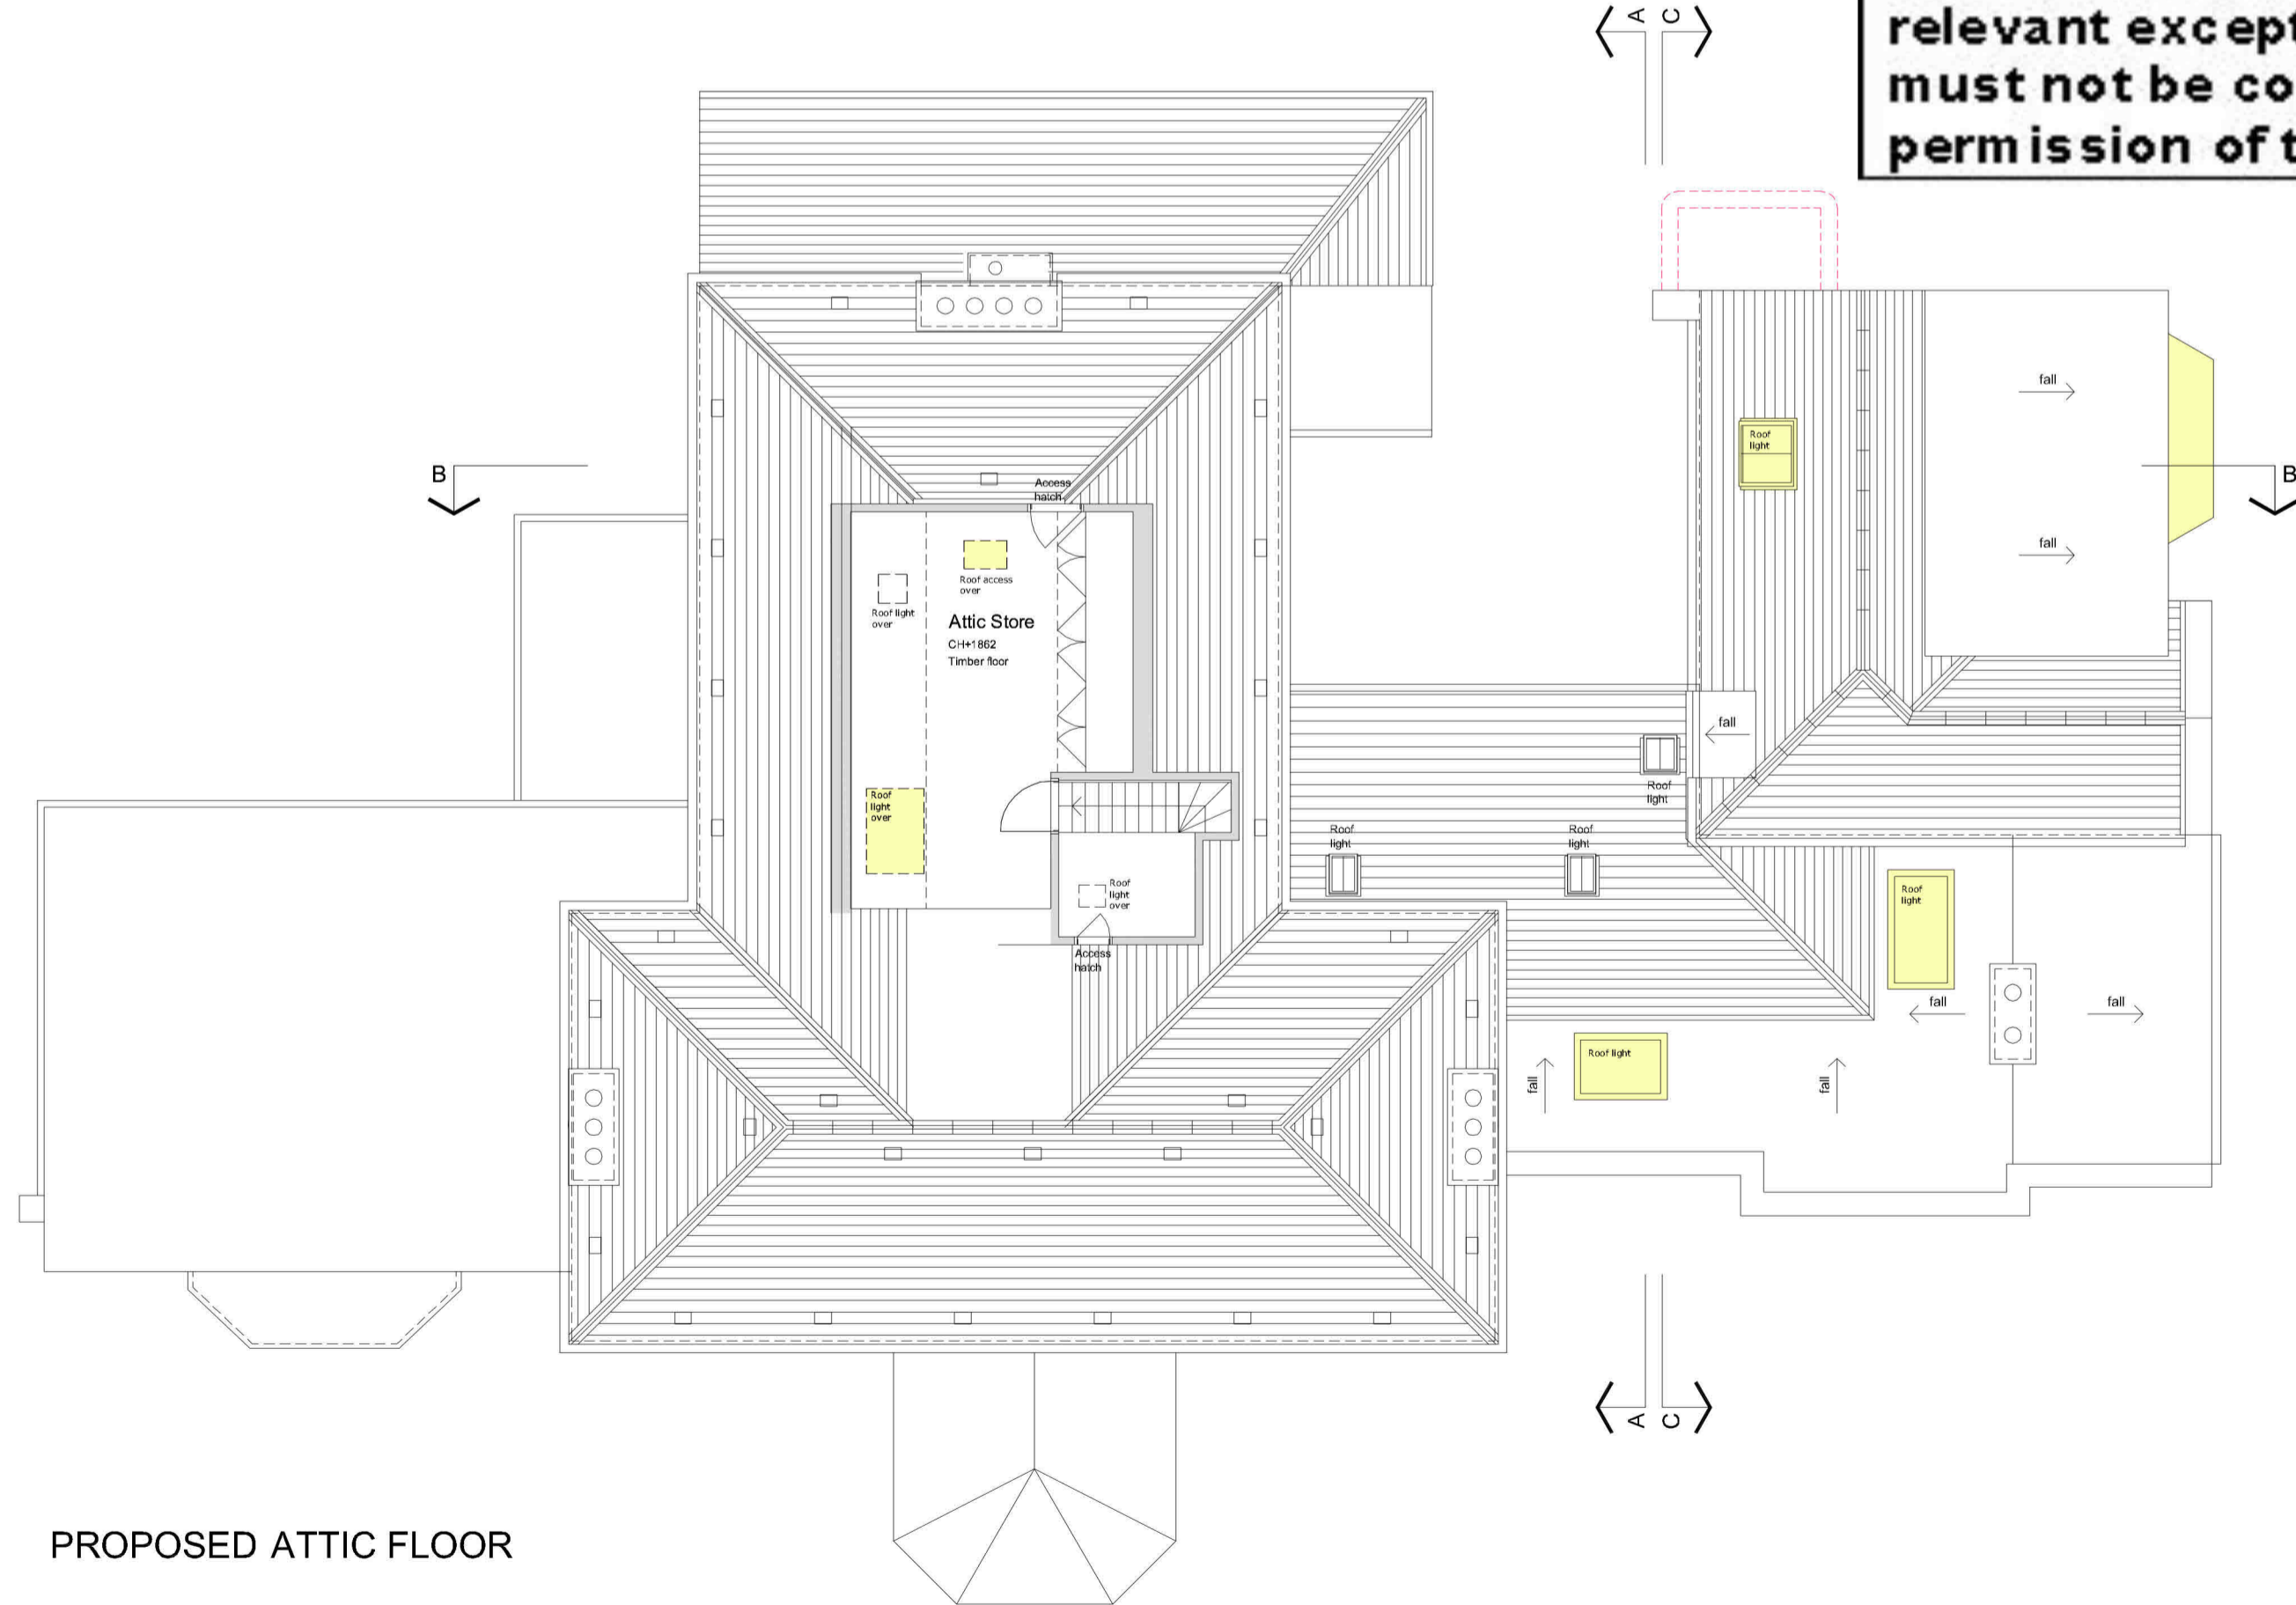 A C
relevant except
must not be co
permission of t
fall
Roof
light
B
B
Access
hatch
fall
Roof access
over
Roof light
over
Attic Store
CH+1862
Timber floor
fall
Roof
light
Roof
light
over
Roof
light
Roof
light
Roof
light
over
Roof
light
Access
hatch
fall
fall
Roof light
fall
fall
A C
PROPOSED ATTIC FLOOR